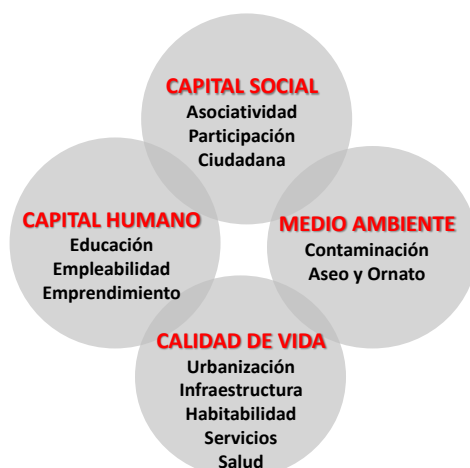 CAPITAL SOCIAL
Asociatividad
Participación
Ciudadana
CAPITAL HUMANO
Educación
Empleabilidad
Emprendimiento
MEDIO AMBIENTE
Contaminación
Aseo y Ornato
CALIDAD DE VIDA
Urbanización
Infraestructura
Habitabilidad
Servicios
Salud